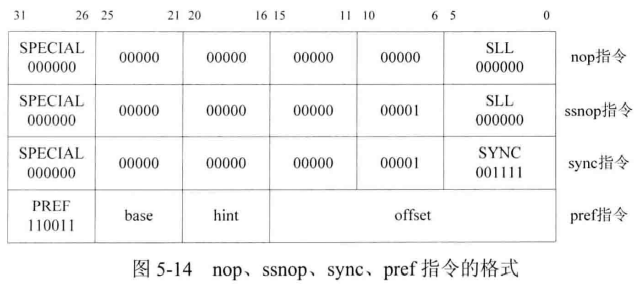 31 26 25 21 20 16 15 11 10 6 5 0
SPECIAL 000000 00000 00000 00000 00000 SLL 000000 nop指令
SPECIAL 000000 00000 00000 00000 00001 SLL 000000 ssnop指令
SPECIAL 000000 00000 00000 00000 00001 SYNC 001111 sync指令
PREF 110011 base hint offset pref指令
图 5-14 nop、ssnop、sync、pref 指令的格式